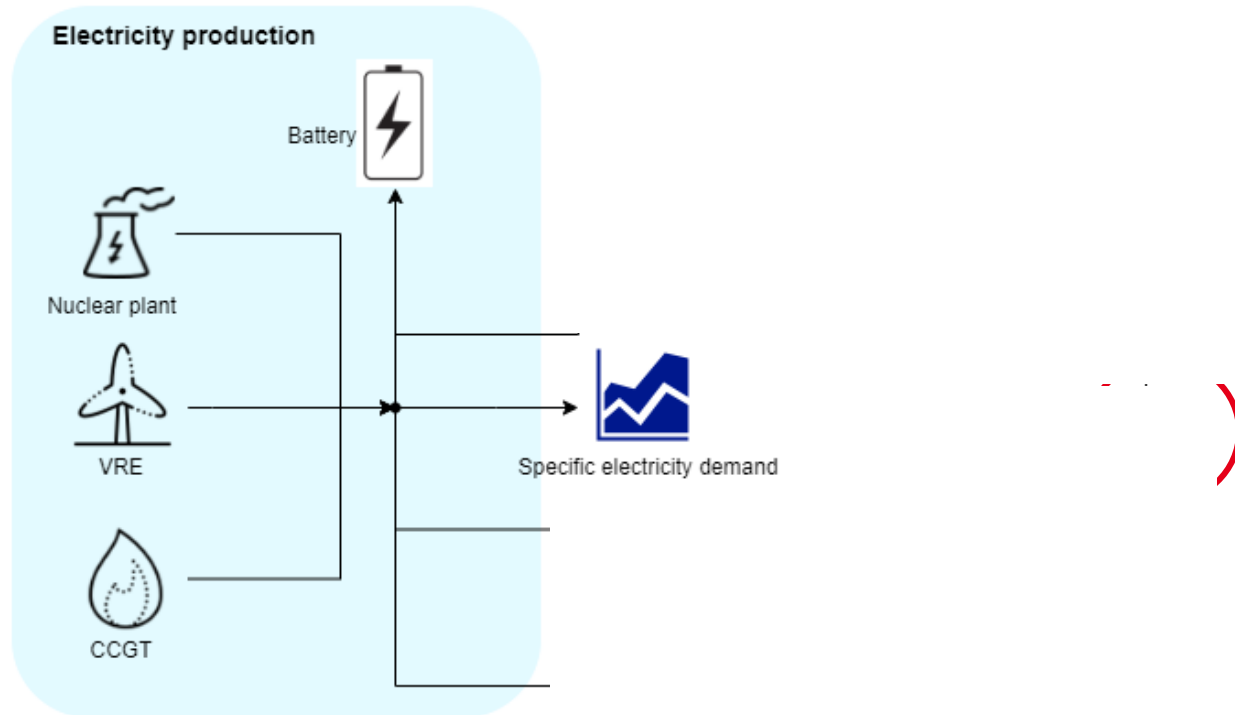 Electricity production
Battery
Nuclear plant
VRE
Specific electricity demand
CCGT